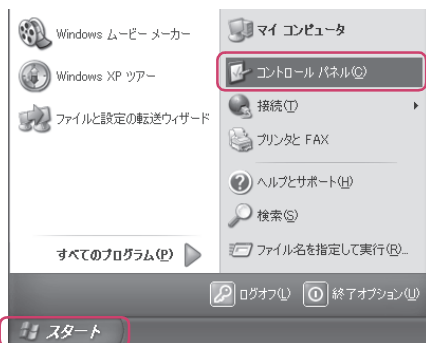 Windows ムービー メーカー
Windows XP ツアー
ファイルと設定の転送ウィザード
すべてのプログラム(P)
マイ コンピュータ
コントロール パネル(C)
接続(T)
プリンタと FAX
ヘルプとサポート(H)
検索(S)
ファイル名を指定して実行(R)...
ログオフ(L)
終了オプション(U)
スタート